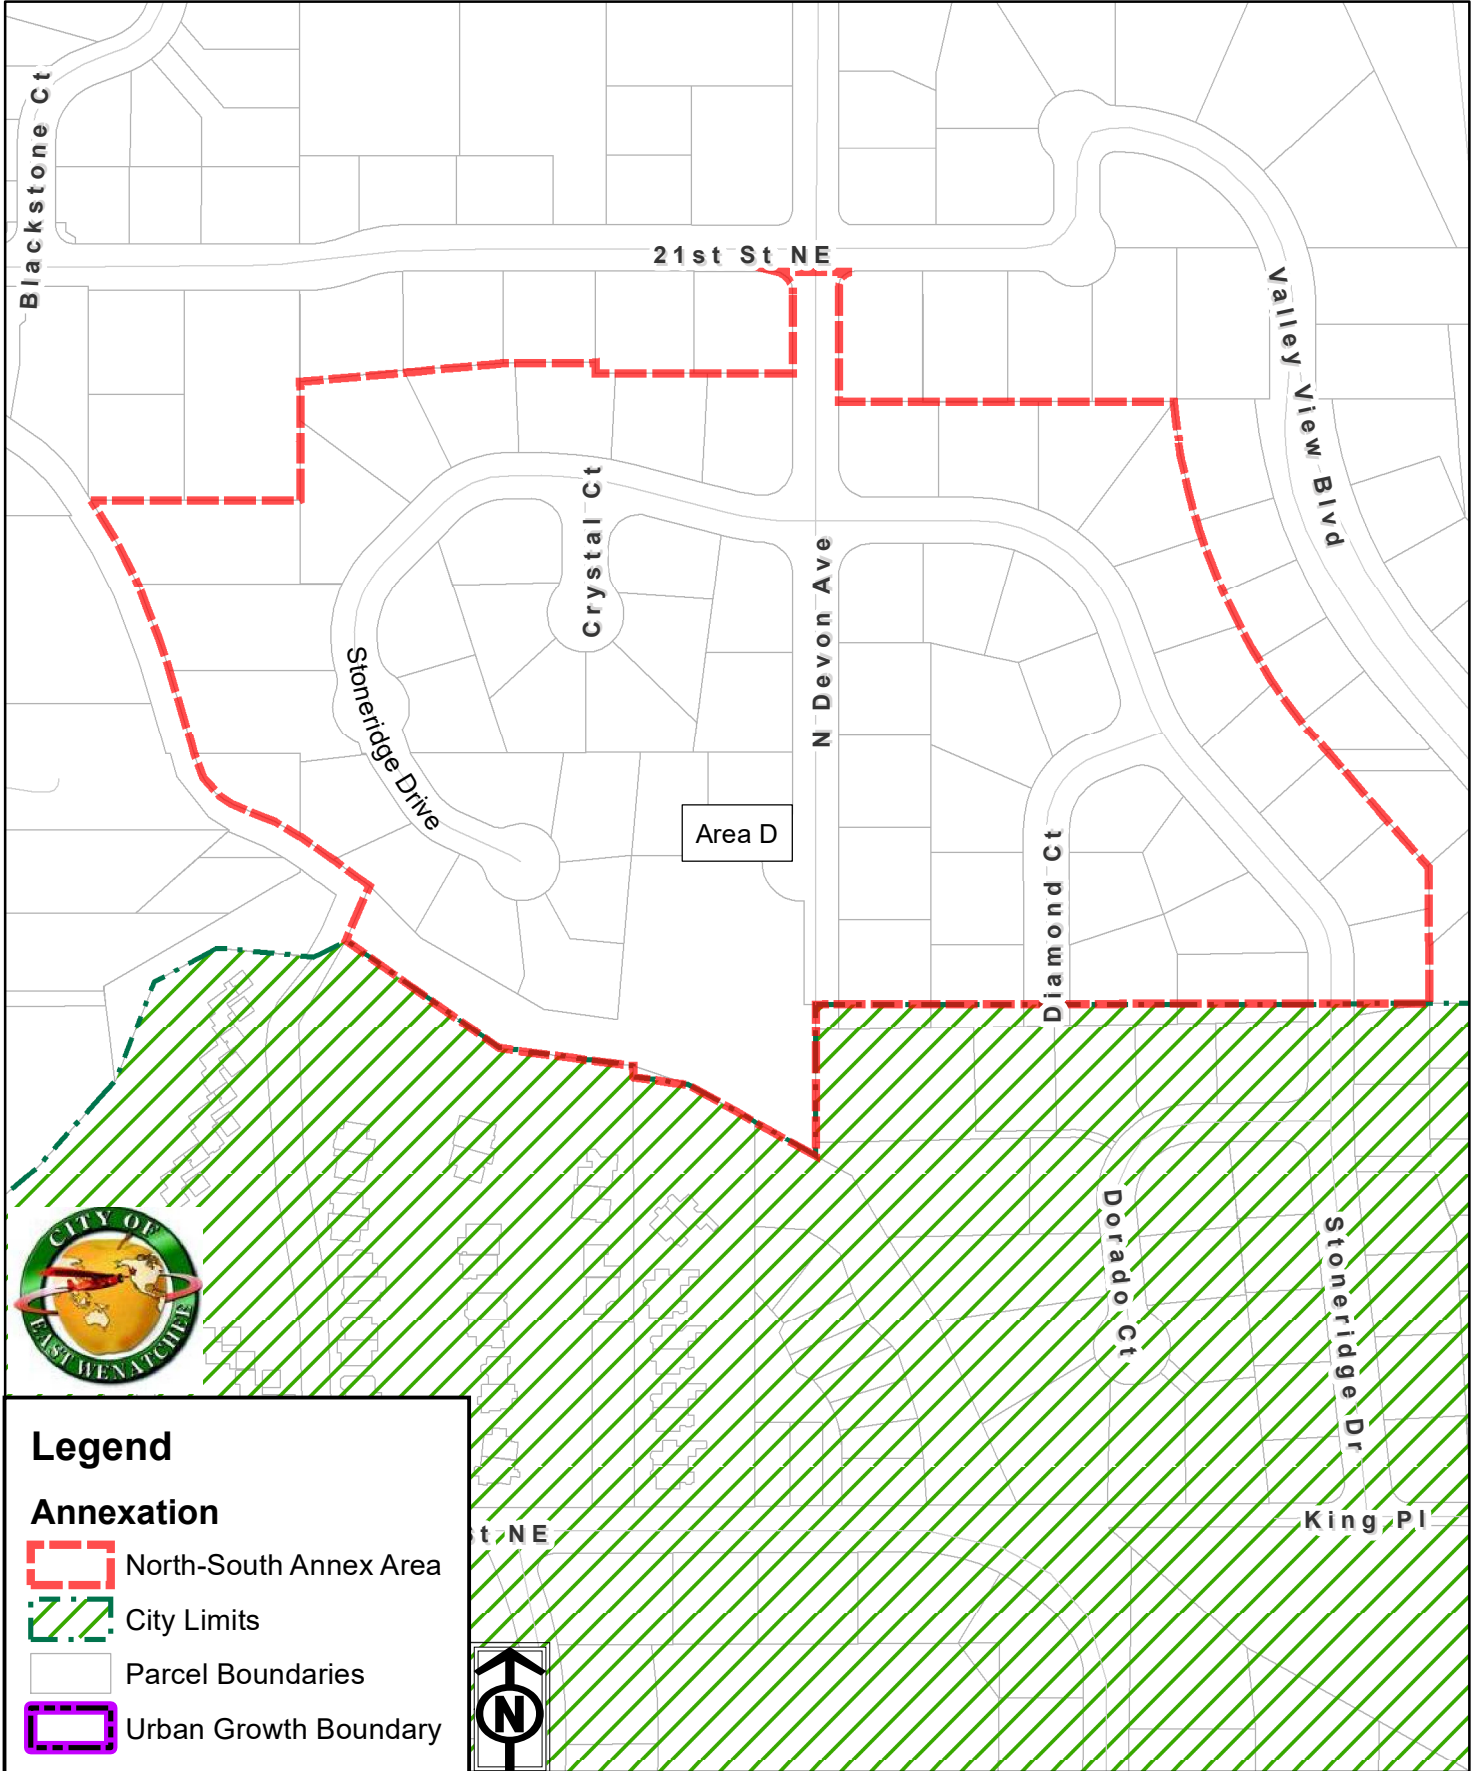 Blackstone Ct
21st St NE
Valley View Blvd
Crystal Ct
N Devon Ave
Stoneridge Drive
Area D
Diamond Ct
Dorado Ct
Stoneridge Dr
CITY OF
EAST WENATCHEE
King Pl
St NE
Legend
Annexation
North-South Annex Area
City Limits
Parcel Boundaries
Urban Growth Boundary
N